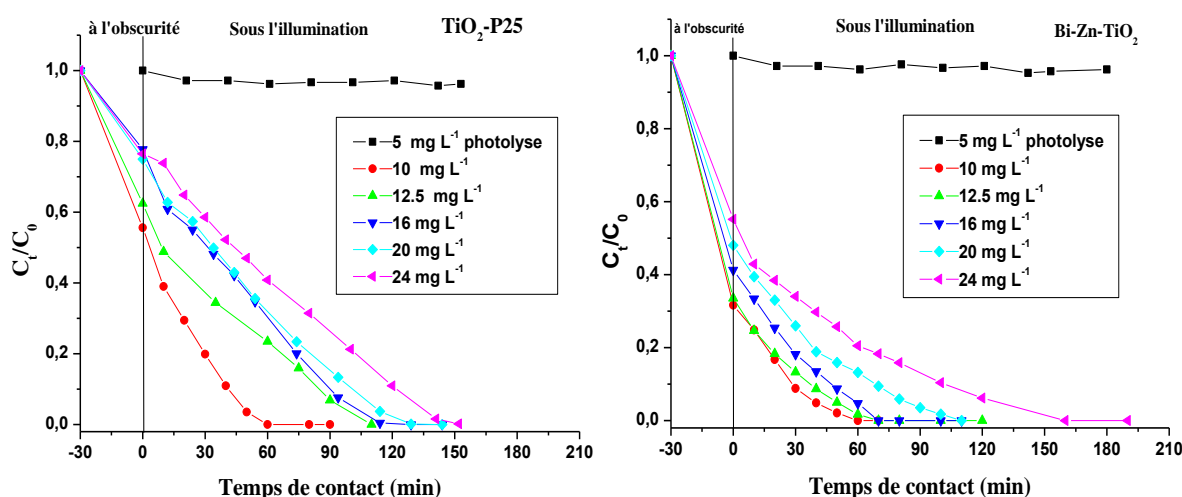 à l'obscurité Sous l'illumination TiO₂-P25
1,0
0,8
0,6
0,4
0,2
0,0
Cₜ/C₀
5 mg L⁻¹ photolyse
10 mg L⁻¹
12.5 mg L⁻¹
16 mg L⁻¹
20 mg L⁻¹
24 mg L⁻¹
-30 0 30 60 90 120 150 180 210
Temps de contact (min)
à l'obscurité Sous l'illumination Bi-Zn-TiO₂
1,0
0,8
0,6
0,4
0,2
0,0
Cₜ/C₀
5 mg L⁻¹ photolyse
10 mg L⁻¹
12.5 mg L⁻¹
16 mg L⁻¹
20 mg L⁻¹
24 mg L⁻¹
-30 0 30 60 90 120 150 180 210
Temps de contact (min)